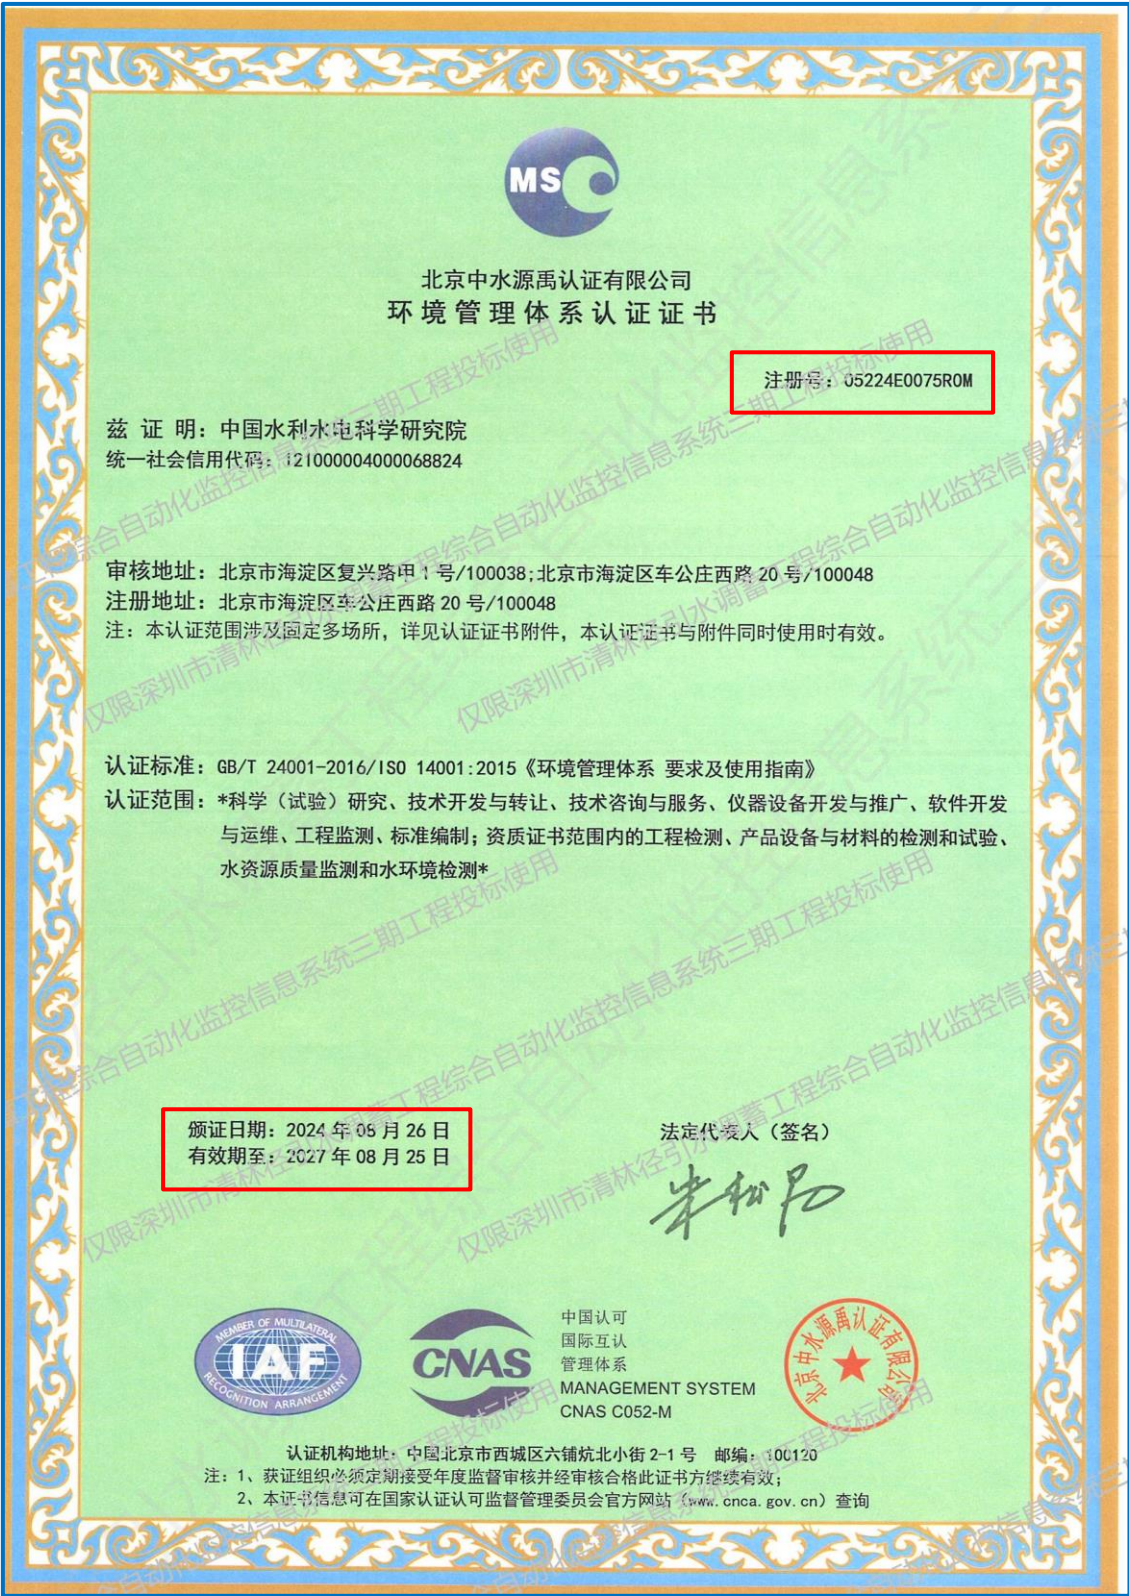 MSC
北京中水源禹认证有限公司
环境管理体系认证证书
注册号：05224E0075R0M
兹 证 明：中国水利水电科学研究院
统一社会信用代码：121000004000068824
审核地址：北京市海淀区复兴路甲1号/100038;北京市海淀区车公庄西路20号/100048
注册地址：北京市海淀区车公庄西路20号/100048
注：本认证范围涉及固定多场所，详见认证证书附件，本认证证书与附件同时使用时有效。
认证标准：GB/T 24001-2016/ISO 14001:2015《环境管理体系 要求及使用指南》
认证范围：*科学（试验）研究、技术开发与转让、技术咨询与服务、仪器设备开发与推广、软件开发
与运维、工程监测、标准编制；资质证书范围内的工程检测、产品设备与材料的检测和试验、
水资源质量监测和水环境检测*
颁证日期：2024年08月26日
有效期至：2027年08月25日
法定代表人（签名）
MEMBER OF MULTILATERAL
IAF
RECOGNITION ARRANGEMENT
CNAS
中国认可
国际互认
管理体系
MANAGEMENT SYSTEM
CNAS C052-M
北京中水源禹认证有限公司
认证机构地址：中国北京市西城区六铺炕北小街2-1号 邮编：100120
注：1、获证组织必须定期接受年度监督审核并经审核合格此证书方继续有效；
2、本证书信息可在国家认证认可监督管理委员会官方网站（www.cnca.gov.cn）查询
仅限深圳市清林径引水调蓄工程综合自动化监控信息系统三期工程投标使用